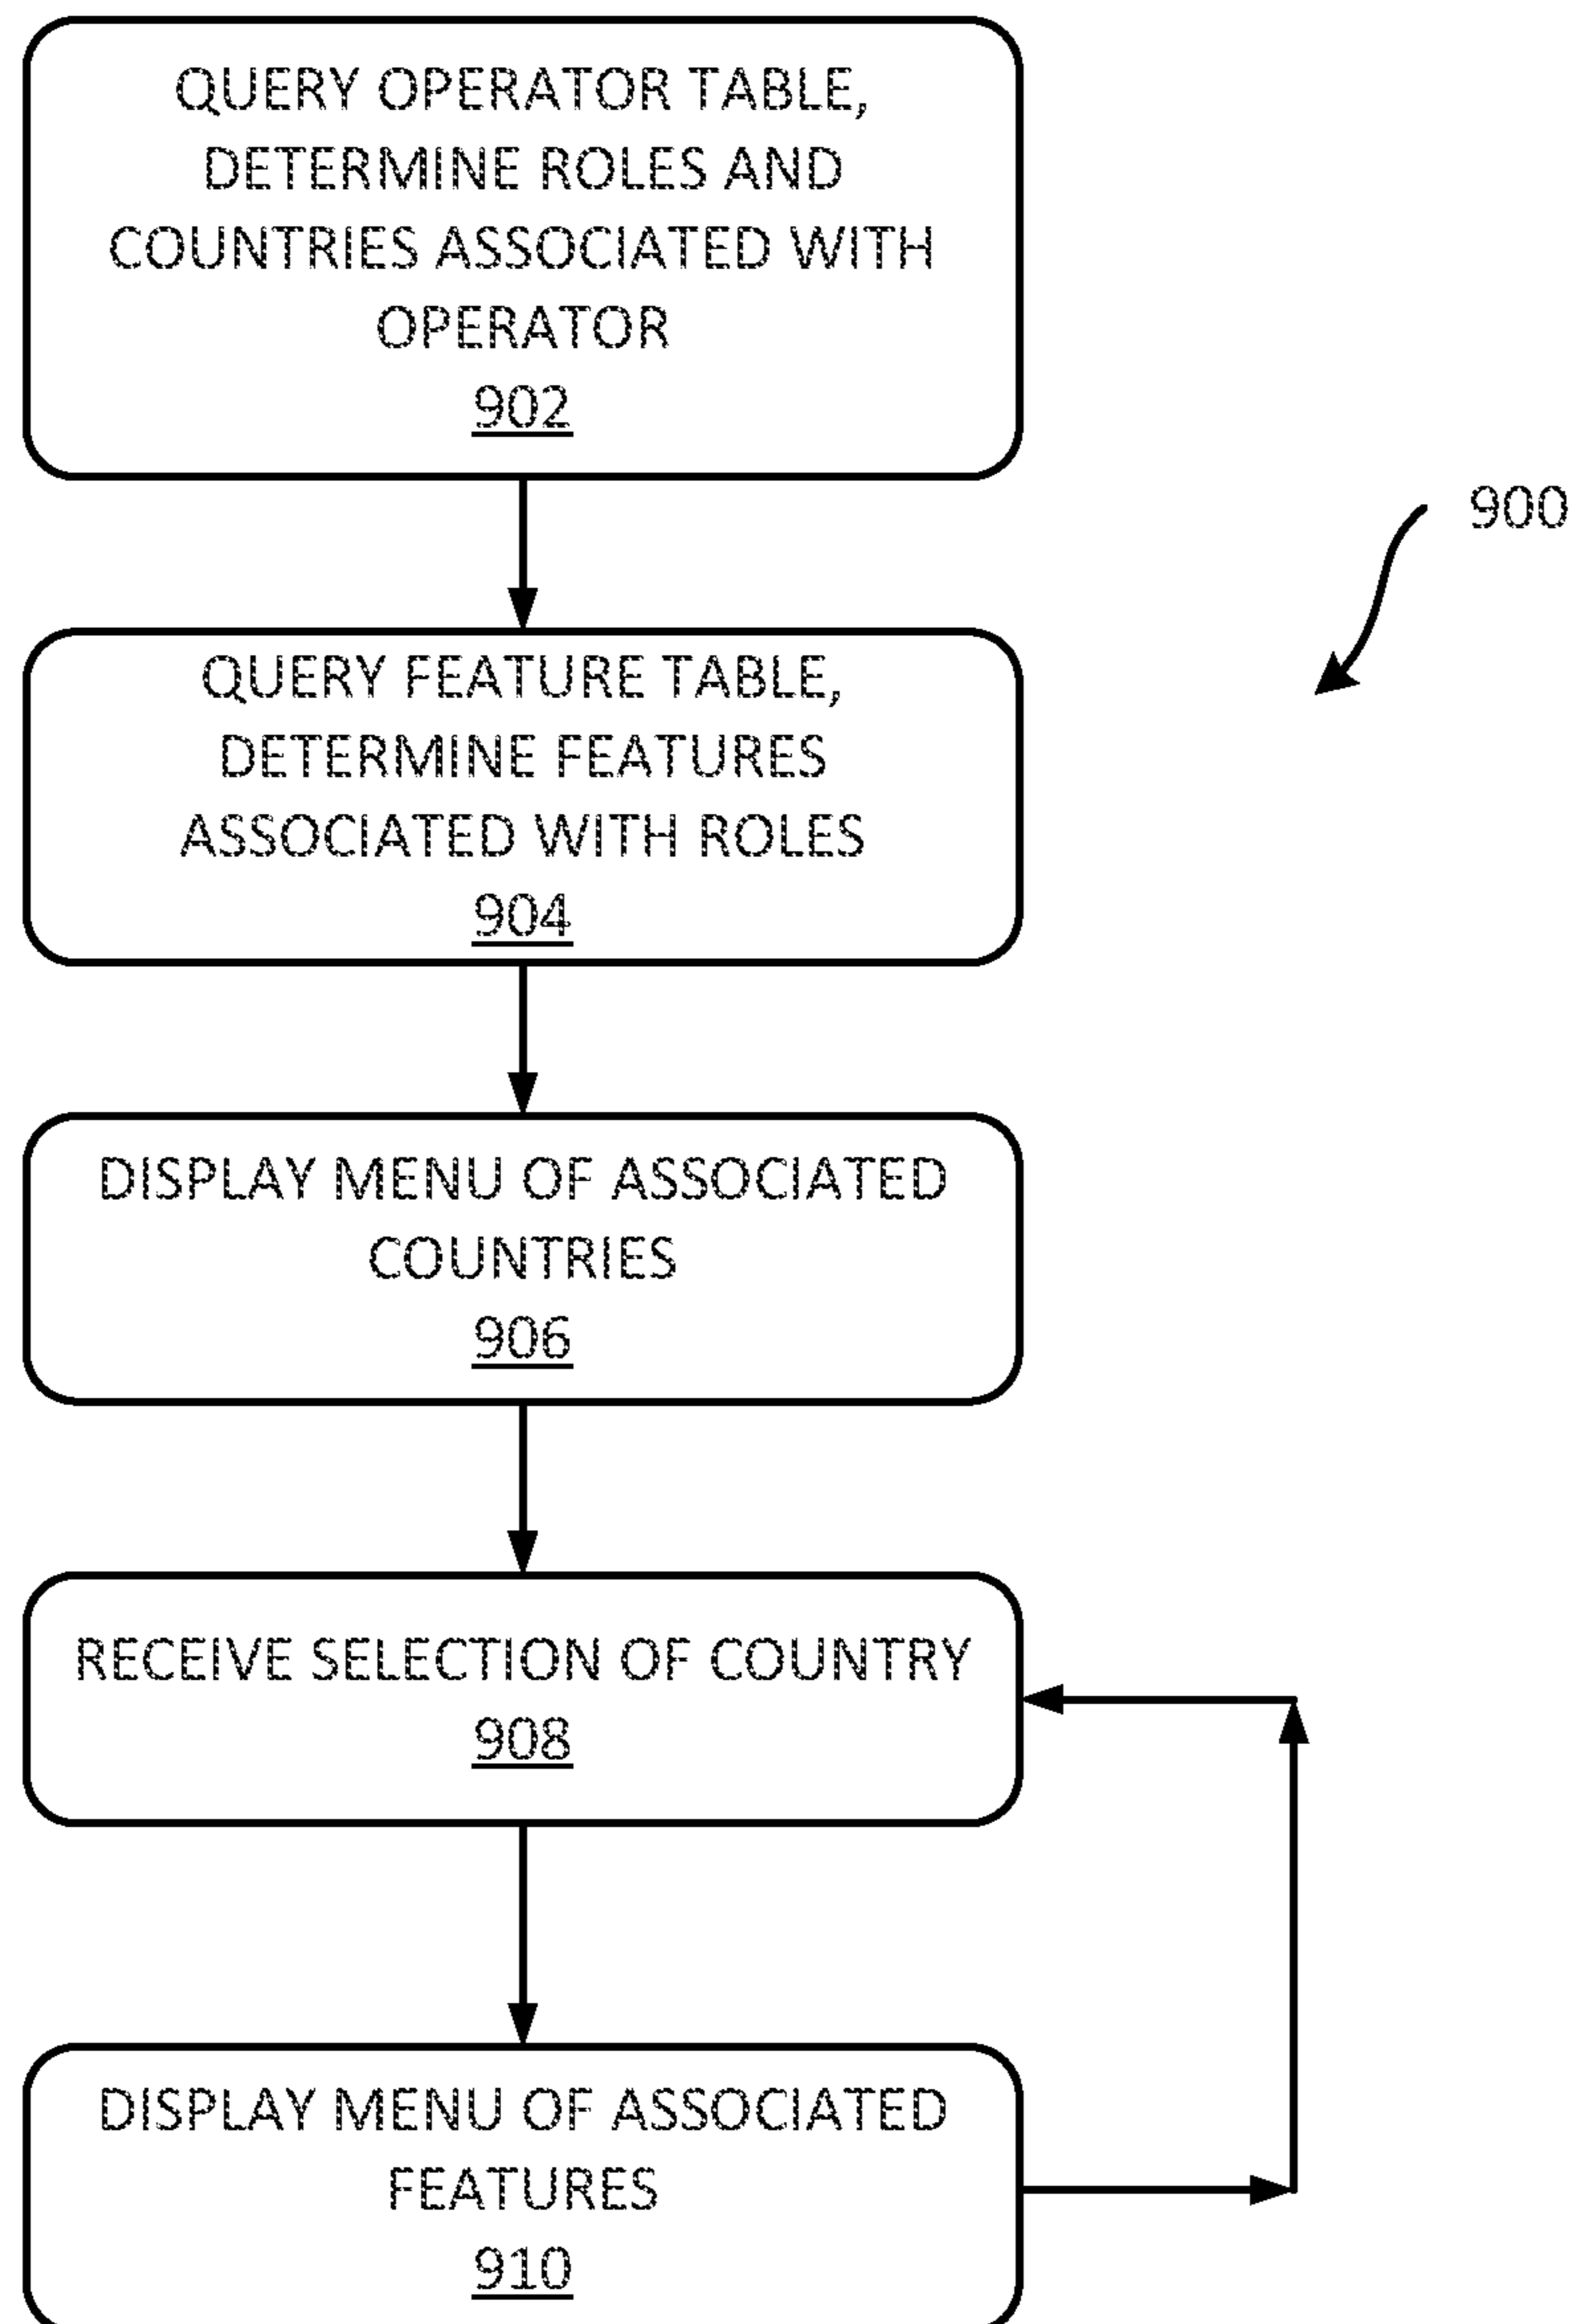 QUERY OPERATOR TABLE,
DETERMINE ROLES AND
COUNTRIES ASSOCIATED WITH
OPERATOR
902
900
QUERY FEATURE TABLE,
DETERMINE FEATURES
ASSOCIATED WITH ROLES
904
DISPLAY MENU OF ASSOCIATED
COUNTRIES
906
RECEIVE SELECTION OF COUNTRY
908
DISPLAY MENU OF ASSOCIATED
FEATURES
910